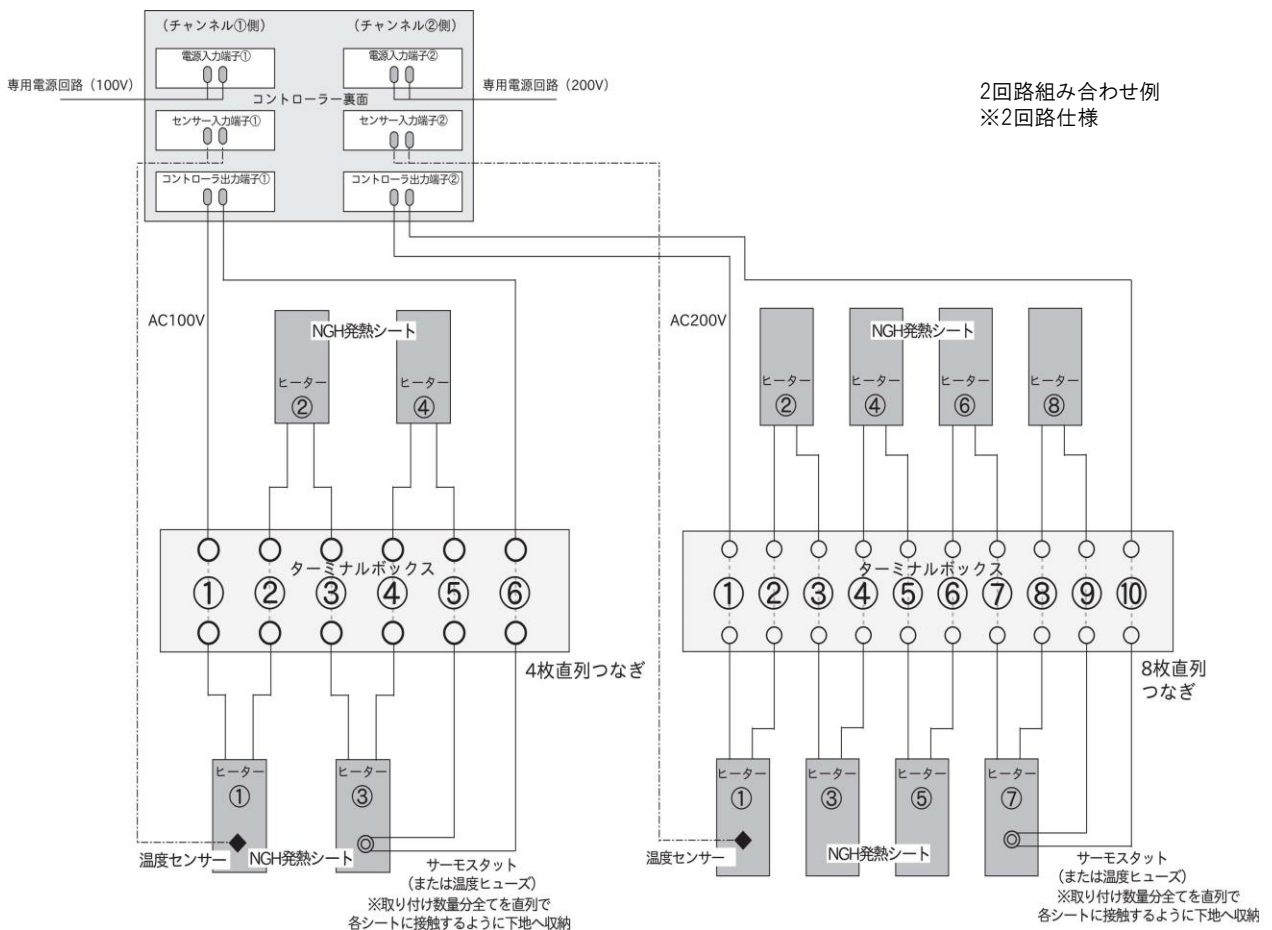 (チャンネル①側)
(チャンネル②側)
電源入力端子①
電源入力端子②
専用電源回路（100V）
専用電源回路（200V）
コントローラー裏面
センサー入力端子①
センサー入力端子②
コントローラ出力端子①
コントローラ出力端子②
2回路組み合わせ例
※2回路仕様
AC100V
NGH発熱シート
ヒーター
②
ヒーター
④
ターミナルボックス
① ② ③ ④ ⑤ ⑥
4枚直列つなぎ
ヒーター
①
ヒーター
③
温度センサー
NGH発熱シート
サーモスタット
(または温度ヒューズ)
※取り付け数量分全てを直列で
各シートに接触するように下地へ収納
AC200V
NGH発熱シート
ヒーター
②
ヒーター
④
ヒーター
⑥
ヒーター
⑧
ターミナルボックス
① ② ③ ④ ⑤ ⑥ ⑦ ⑧ ⑨ ⑩
8枚直列
つなぎ
ヒーター
①
ヒーター
③
ヒーター
⑤
ヒーター
⑦
温度センサー
NGH発熱シート
サーモスタット
(または温度ヒューズ)
※取り付け数量分全てを直列で
各シートに接触するように下地へ収納